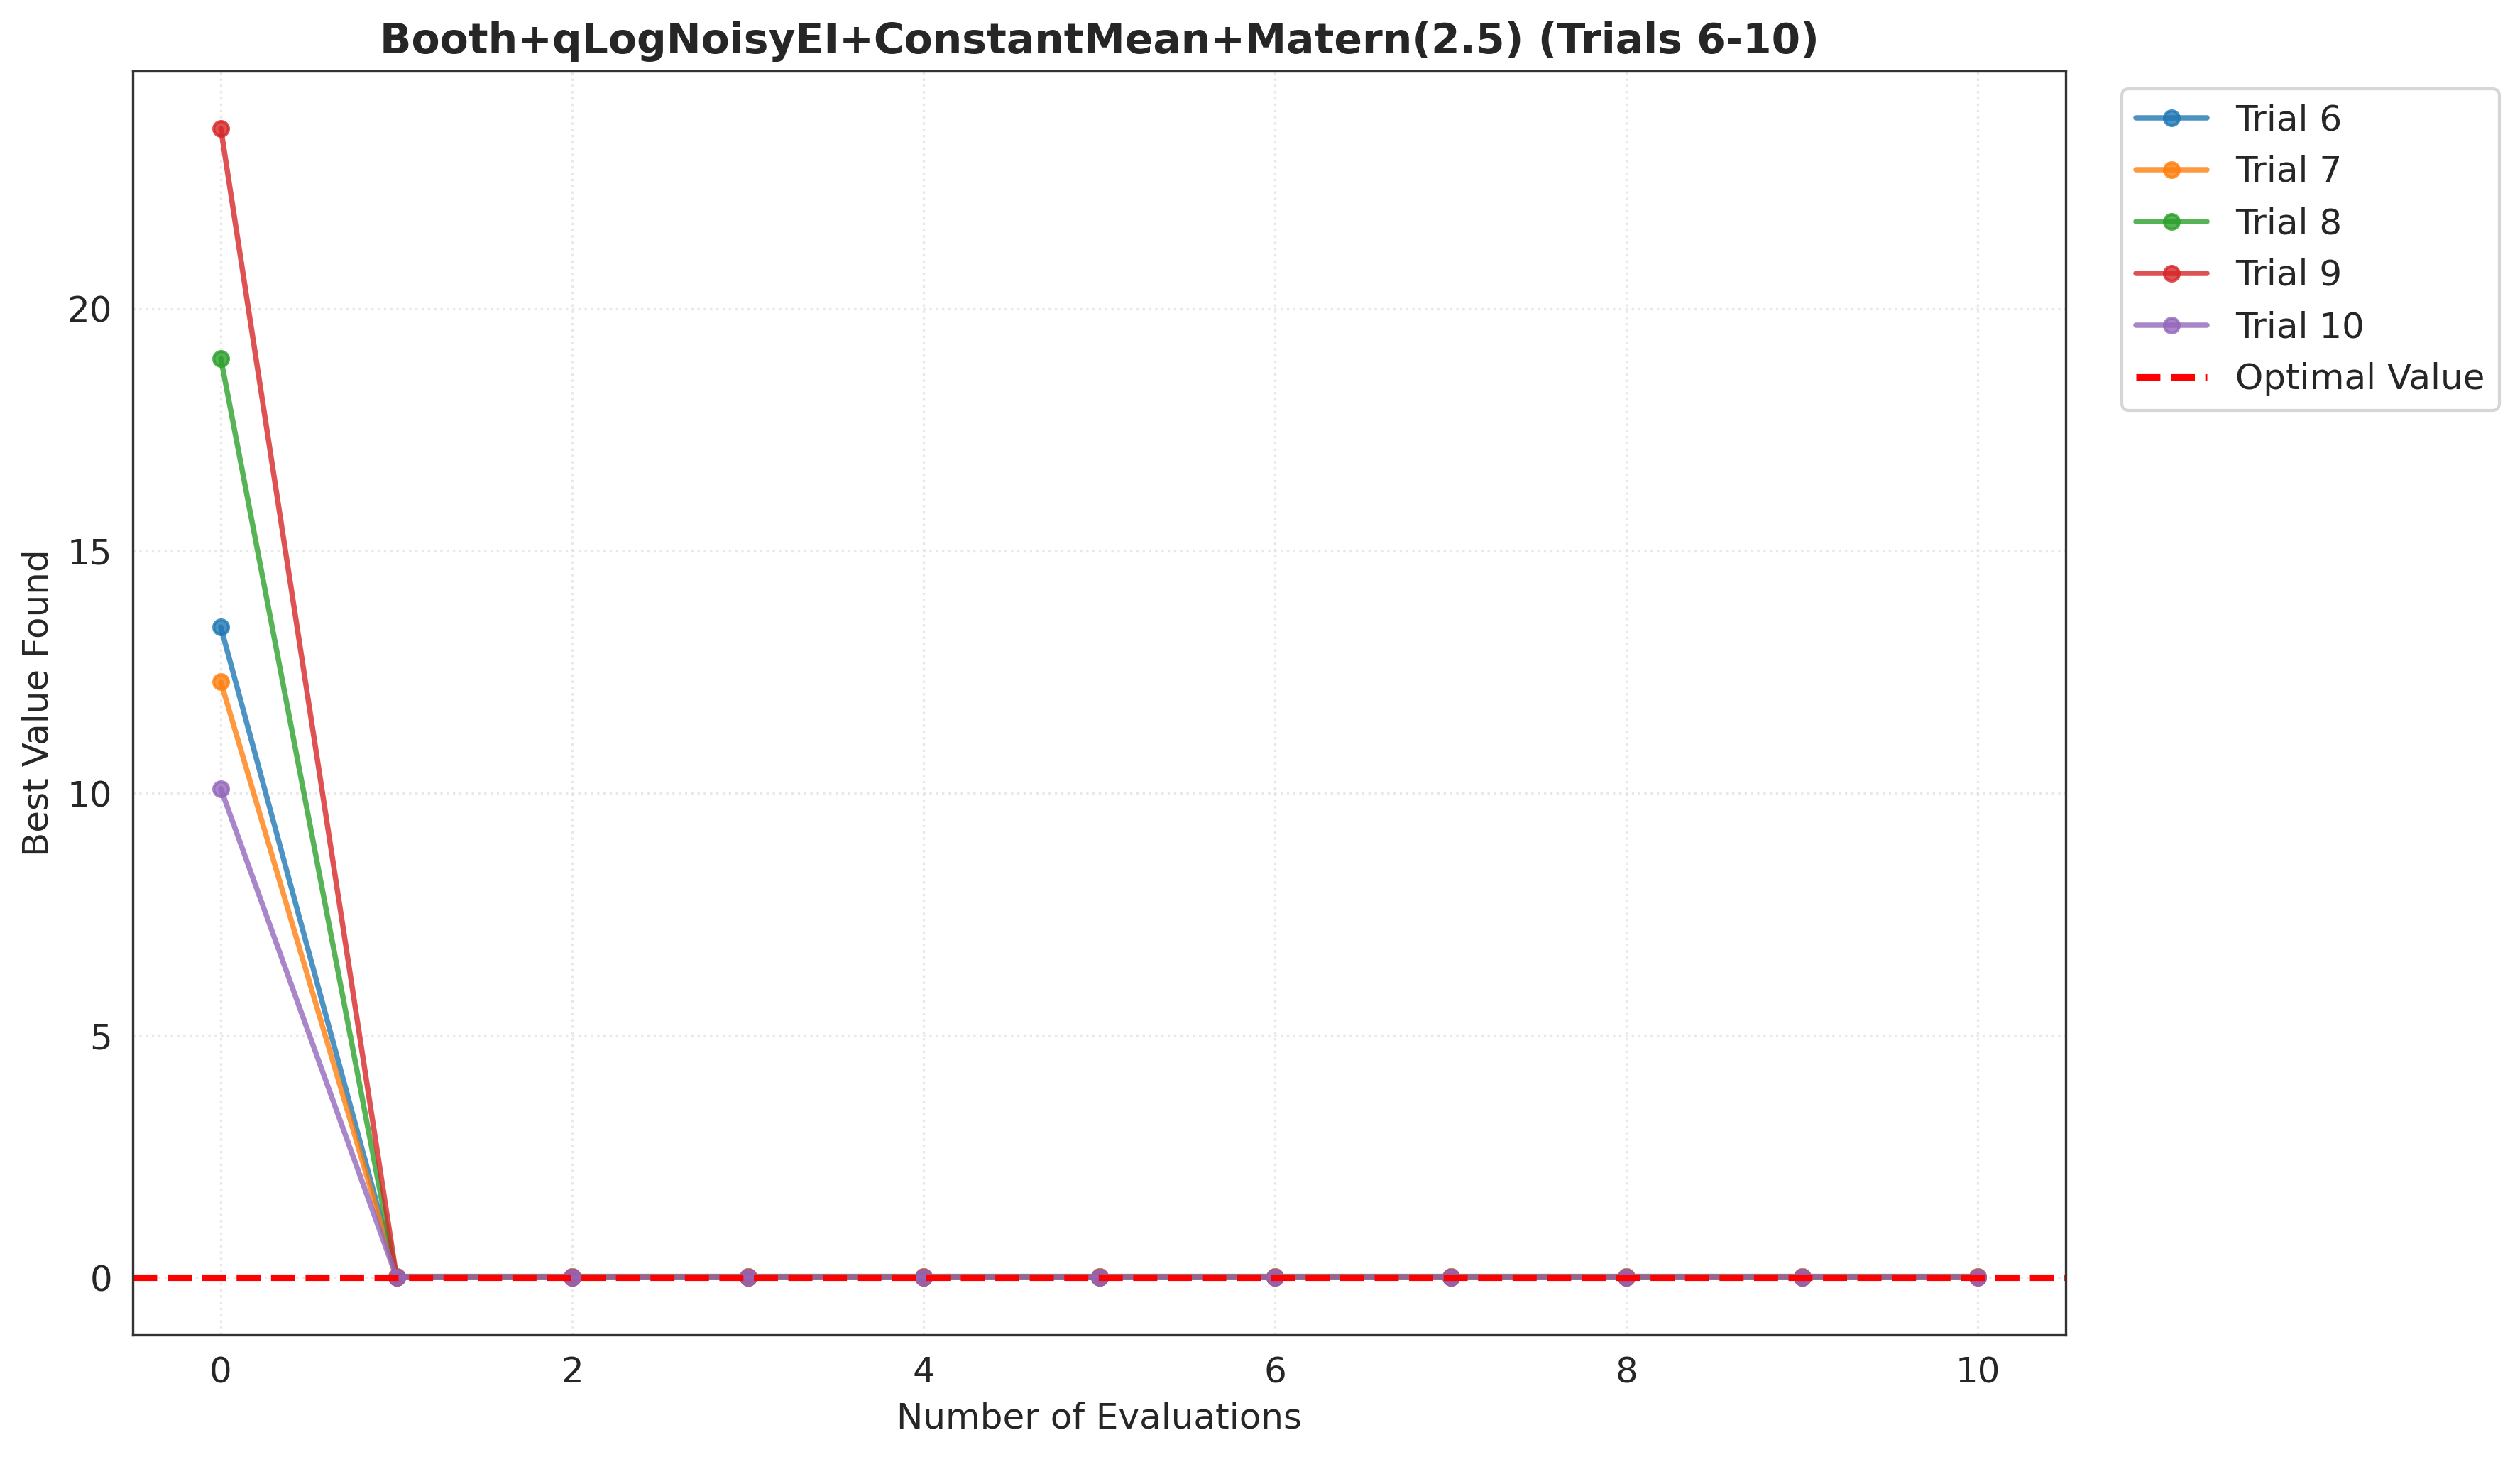 Booth+qLogNoisyEI+ConstantMean+Matern(2.5) (Trials 6-10)
Trial 6
Trial 7
Trial 8
Trial 9
Trial 10
Optimal Value
Best Value Found
20
15
10
5
0
0 2 4 6 8 10
Number of Evaluations